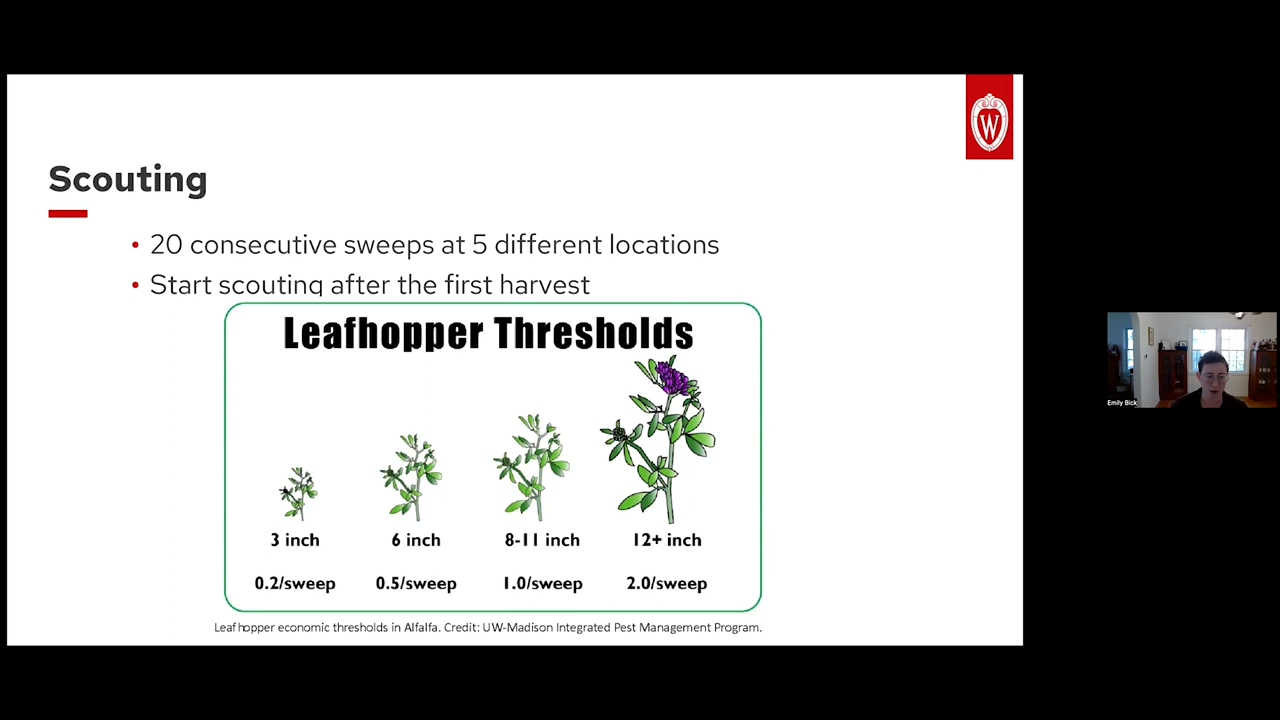 W
Scouting
• 20 consecutive sweeps at 5 different locations
• Start scouting after the first harvest
Leafhopper Thresholds
3 inch 6 inch 8-11 inch 12+ inch
0.2/sweep 0.5/sweep 1.0/sweep 2.0/sweep
Leafhopper economic thresholds in Alfalfa. Credit: UW-Madison Integrated Pest Management Program.
Emily Bick